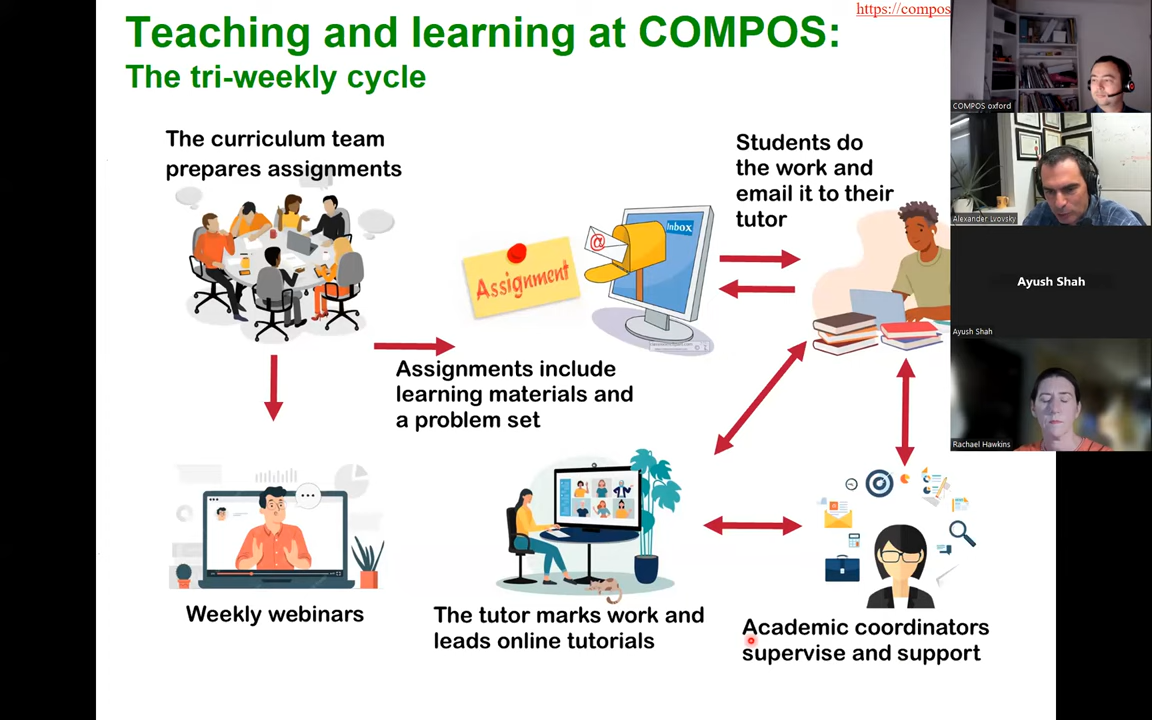 Teaching and learning at COMPOS:
The tri-weekly cycle
https://compos
The curriculum team
prepares assignments
Students do
the work and
email it to their
tutor
Inbox
@
Assignment
Assignments include
learning materials and
a problem set
Weekly webinars
The tutor marks work and
leads online tutorials
Academic coordinators
supervise and support
COMPOS oxford
Alexander Lvovsky
Ayush Shah
Ayush Shah
Rachael Hawkins